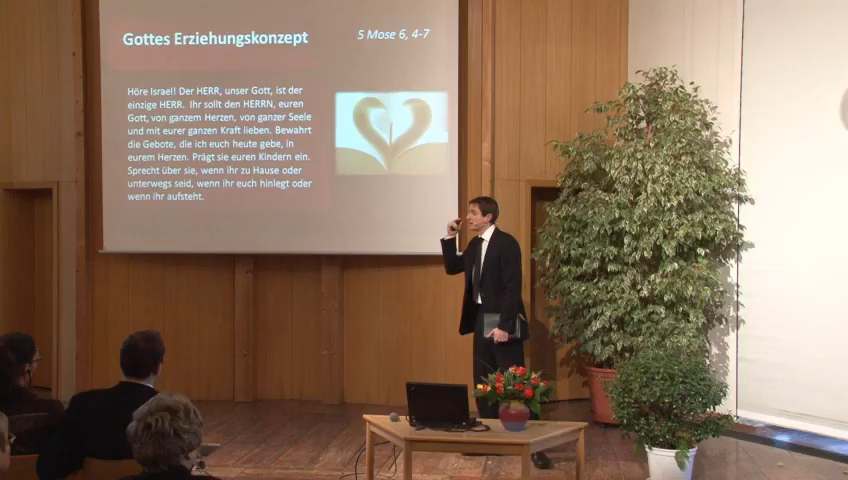 Gottes Erziehungskonzept
5 Mose 6, 4-7
Höre Israel! Der HERR, unser Gott, ist der
einzige HERR. Ihr sollt den HERRN, euren
Gott, von ganzem Herzen, von ganzer Seele
und mit eurer ganzen Kraft lieben. Bewahrt
die Gebote, die ich euch heute gebe, in
eurem Herzen. Prägt sie euren Kindern ein.
Sprecht über sie, wenn ihr zu Hause oder
unterwegs seid, wenn ihr euch hinlegt oder
wenn ihr aufsteht.